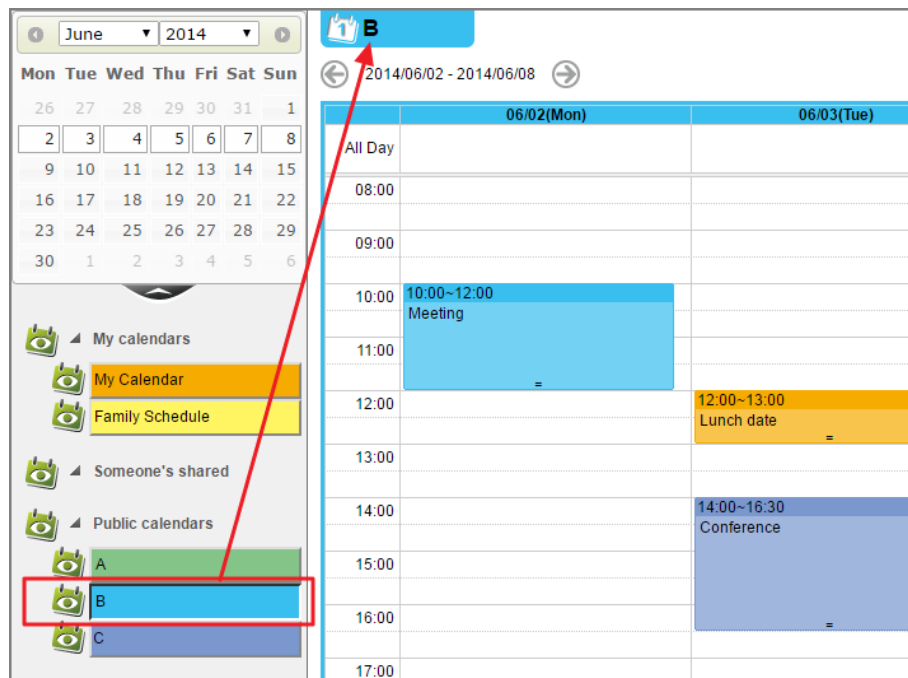 June 2014
Mon Tue Wed Thu Fri Sat Sun
26 27 28 29 30 31 1
2 3 4 5 6 7 8
9 10 11 12 13 14 15
16 17 18 19 20 21 22
23 24 25 26 27 28 29
30 1 2 3 4 5 6
My calendars
My Calendar
Family Schedule
Someone's shared
Public calendars
A
B
C
1 B
2014/06/02 - 2014/06/08
06/02(Mon) 06/03(Tue)
All Day
08:00
09:00
10:00 10:00~12:00
Meeting
11:00
12:00 12:00~13:00
Lunch date
13:00
14:00 14:00~16:30
Conference
15:00
16:00
17:00